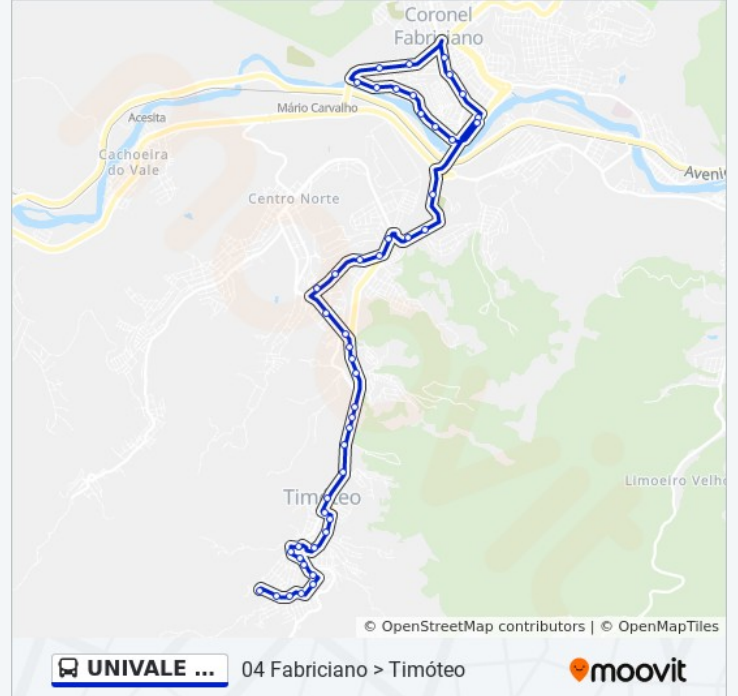 Coronel
Fabriciano
Mário Carvalho
Acesita
Cachoeira
do Vale
Aveni
Centro Norte
Limoeiro Velho
Timóteo
© OpenStreetMap contributors | © OpenMapTiles
UNIVALE ...
04 Fabriciano > Timóteo
moovit